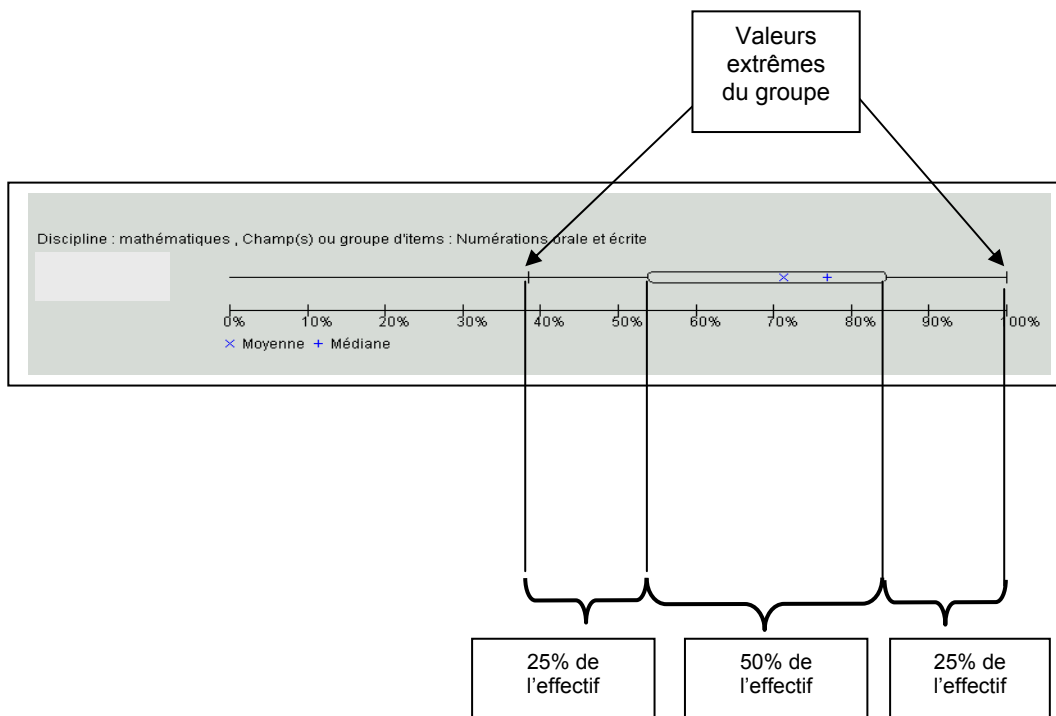 Valeurs
extrêmes
du groupe
Discipline : mathématiques , Champ(s) ou groupe d'items : Numérations orale et écrite
0% 10% 20% 30% 40% 50% 60% 70% 80% 90% 100%
× Moyenne + Médiane
25% de
l'effectif
50% de
l'effectif
25% de
l'effectif